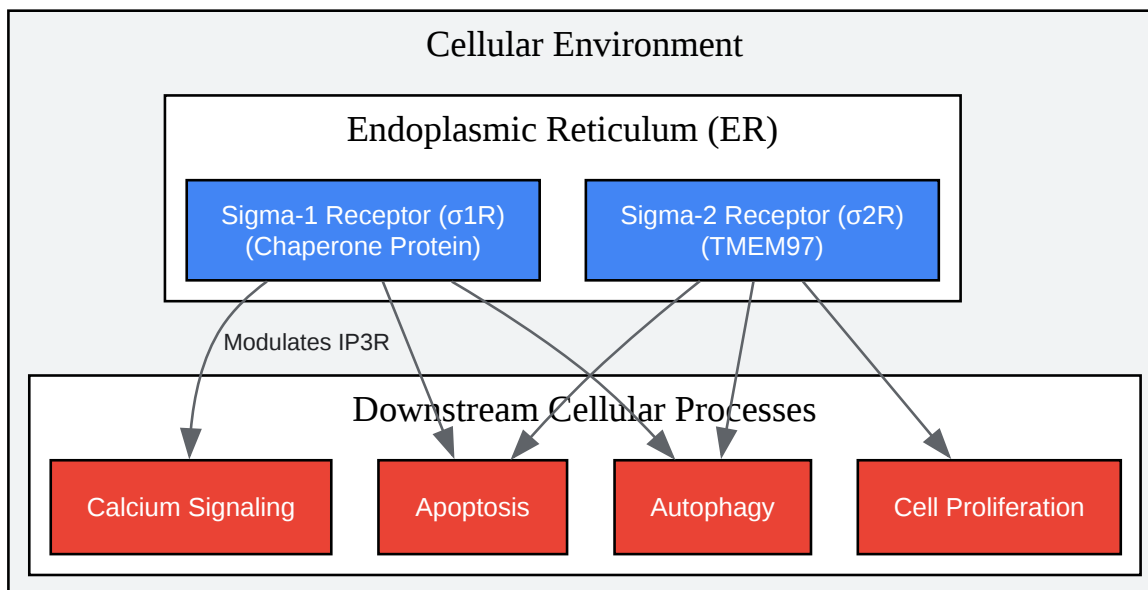 Cellular Environment
Endoplasmic Reticulum (ER)
Sigma-1 Receptor (σ1R)
(Chaperone Protein)
Sigma-2 Receptor (σ2R)
(TMEM97)
Modulates IP3R
Downstream Cellular Processes
Calcium Signaling
Apoptosis
Autophagy
Cell Proliferation